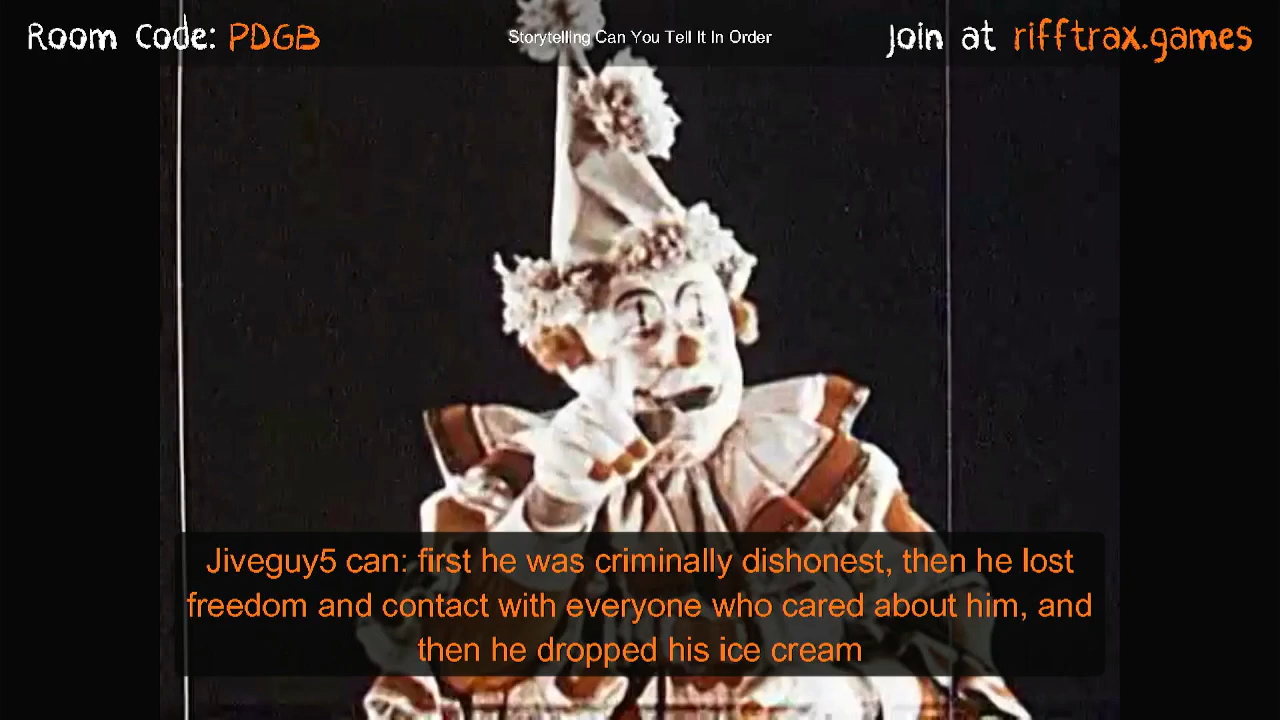 Room Code: PDGB
Storytelling Can You Tell It In Order
Join at rifftrax.games
Jiveguy5 can: first he was criminally dishonest, then he lost
freedom and contact with everyone who cared about him, and
then he dropped his ice cream